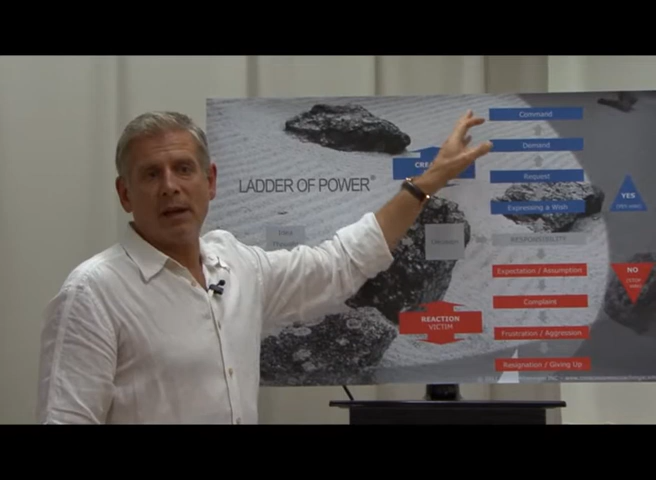 Command
Demand
CREA
LADDER OF POWER®
Request
YES
Expressing a Wish
RESPONSIBILITY
Expectation / Assumption
NO
Complaint
REACTION
VICTIM
Frustration / Aggression
Resignation / Giving Up